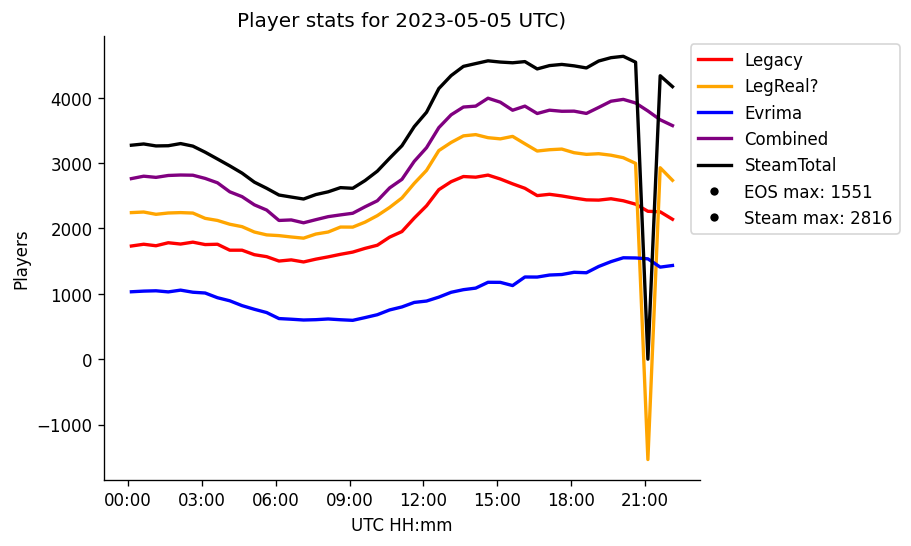 Player stats for 2023-05-05 UTC)
Legacy
LegReal?
Evrima
Combined
SteamTotal
EOS max: 1551
Steam max: 2816
4000
3000
2000
1000
0
−1000
Players
00:00 03:00 06:00 09:00 12:00 15:00 18:00 21:00
UTC HH:mm